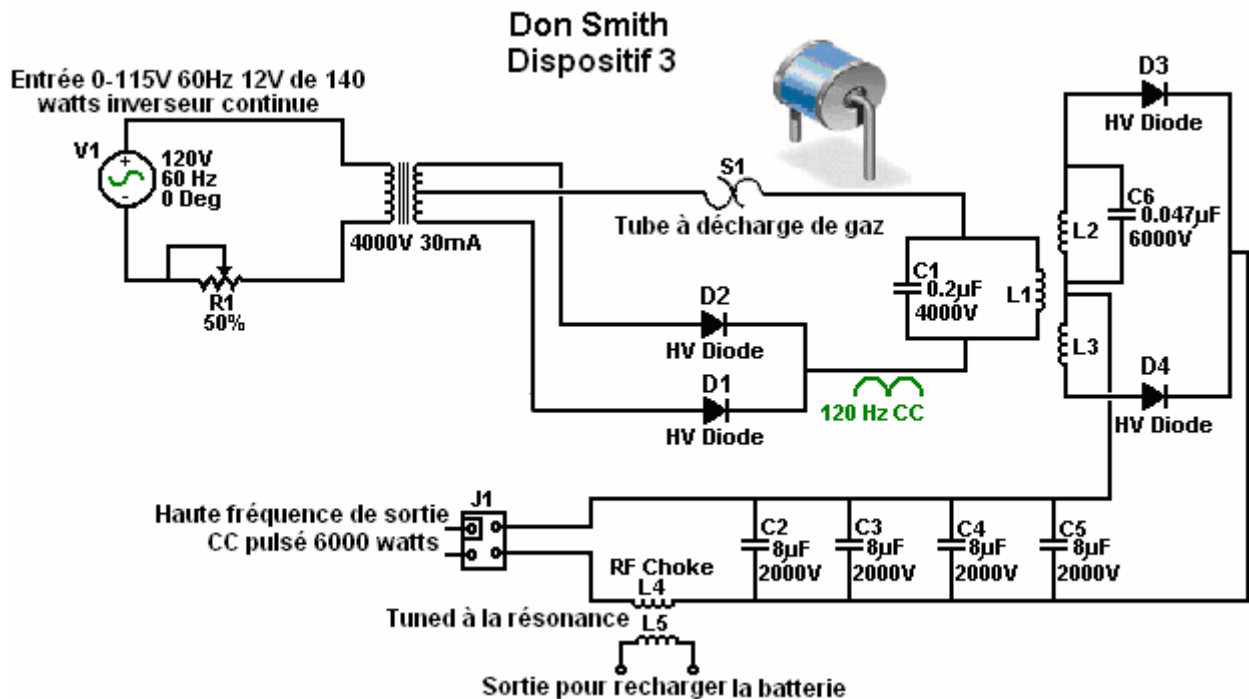 Don Smith
Dispositif 3
Entrée 0-115V 60Hz 12V de 140
watts inverseur continue
V1
+
-
120V
60 Hz
0 Deg
R1
50%
4000V 30mA
S1
Tube à décharge de gaz
D2
HV Diode
D1
HV Diode
120 Hz CC
C1
0.2µF
4000V
L1
L2
L3
C6
0.047µF
6000V
D3
HV Diode
D4
HV Diode
J1
Haute fréquence de sortie
CC pulsé 6000 watts
RF Choke
L4
Tuned à la résonance
L5
Sortie pour recharger la batterie
C2
8µF
2000V
C3
8µF
2000V
C4
8µF
2000V
C5
8µF
2000V